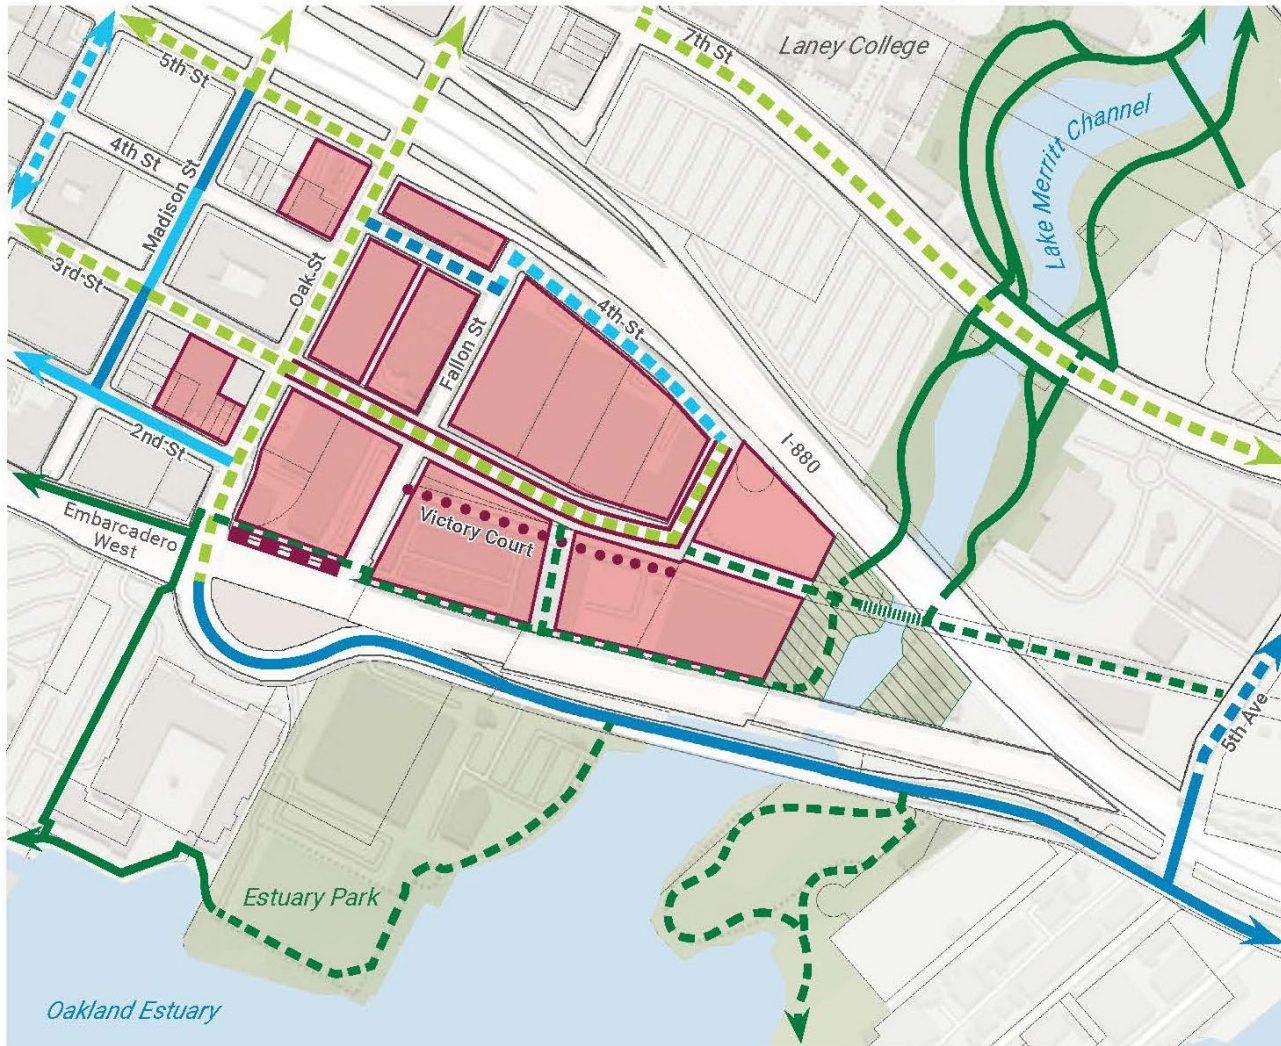 7th St
Laney College
5th St
Lake Merritt Channel
4th St
Madison St
3rd St
Oak St
4th St
Fallon St
2nd St
I-880
Victory Court
Embarcadero
West
5th Ave
Estuary Park
Oakland Estuary